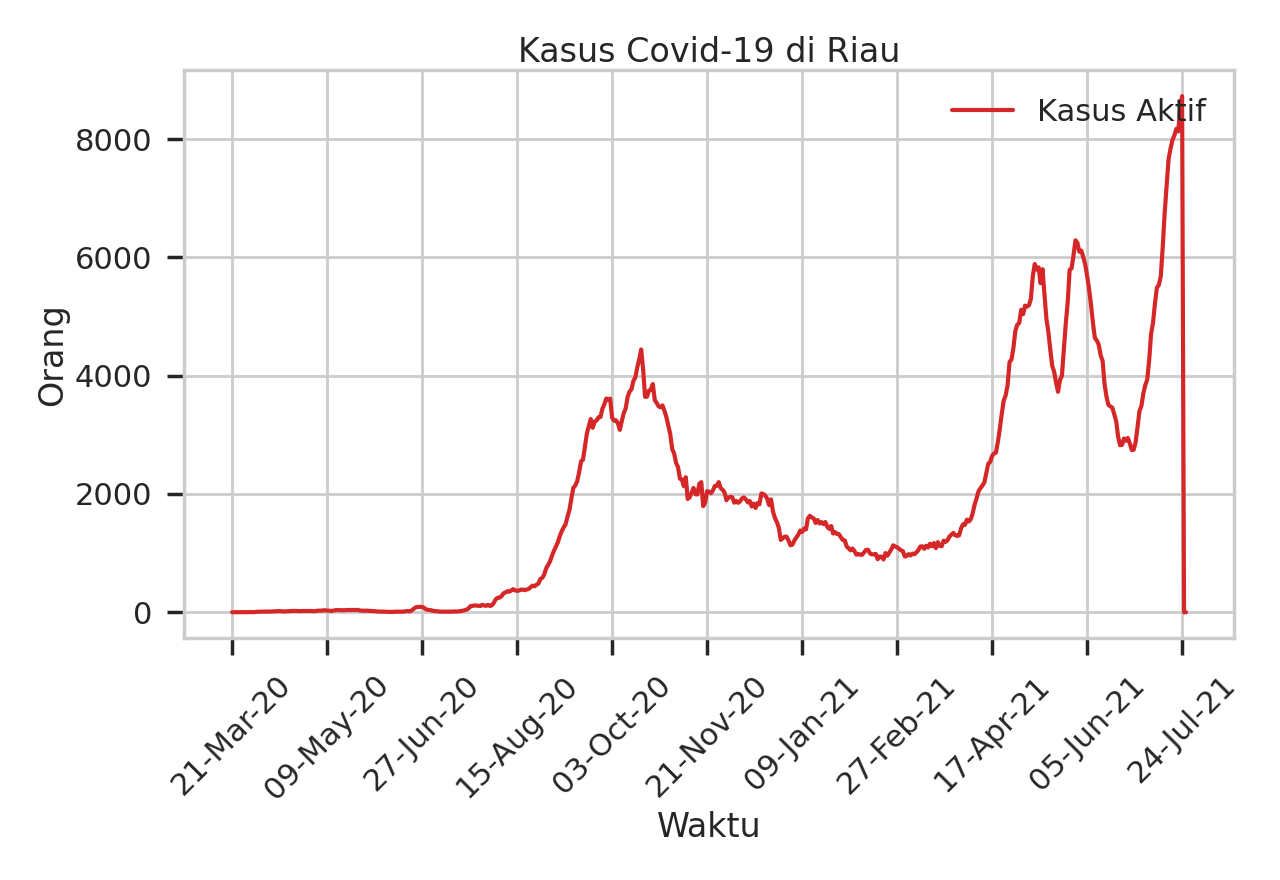 Kasus Covid-19 di Riau
Kasus Aktif
8000
6000
4000
2000
0
Orang
21-Mar-20
09-May-20
27-Jun-20
15-Aug-20
03-Oct-20
21-Nov-20
09-Jan-21
27-Feb-21
17-Apr-21
05-Jun-21
24-Jul-21
Waktu